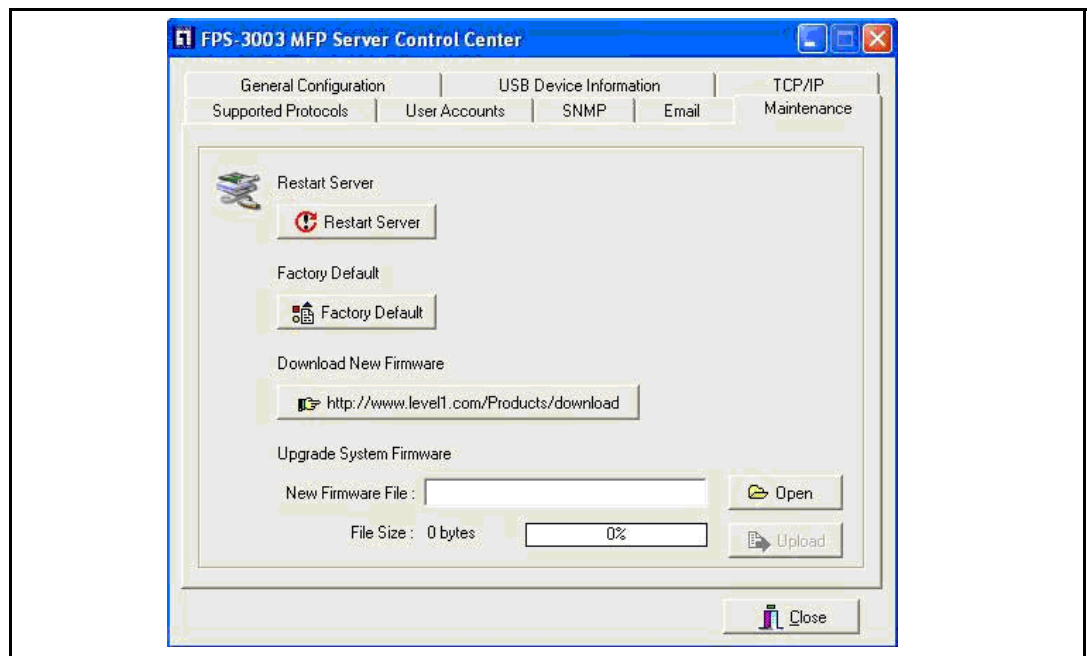 FPS-3003 MFP Server Control Center
General Configuration USB Device Information TCP/IP
Supported Protocols User Accounts SNMP Email Maintenance
Restart Server
Restart Server
Factory Default
Factory Default
Download New Firmware
http://www.level1.com/Products/download
Upgrade System Firmware
New Firmware File : Open
File Size : 0 bytes 0% Upload
Close